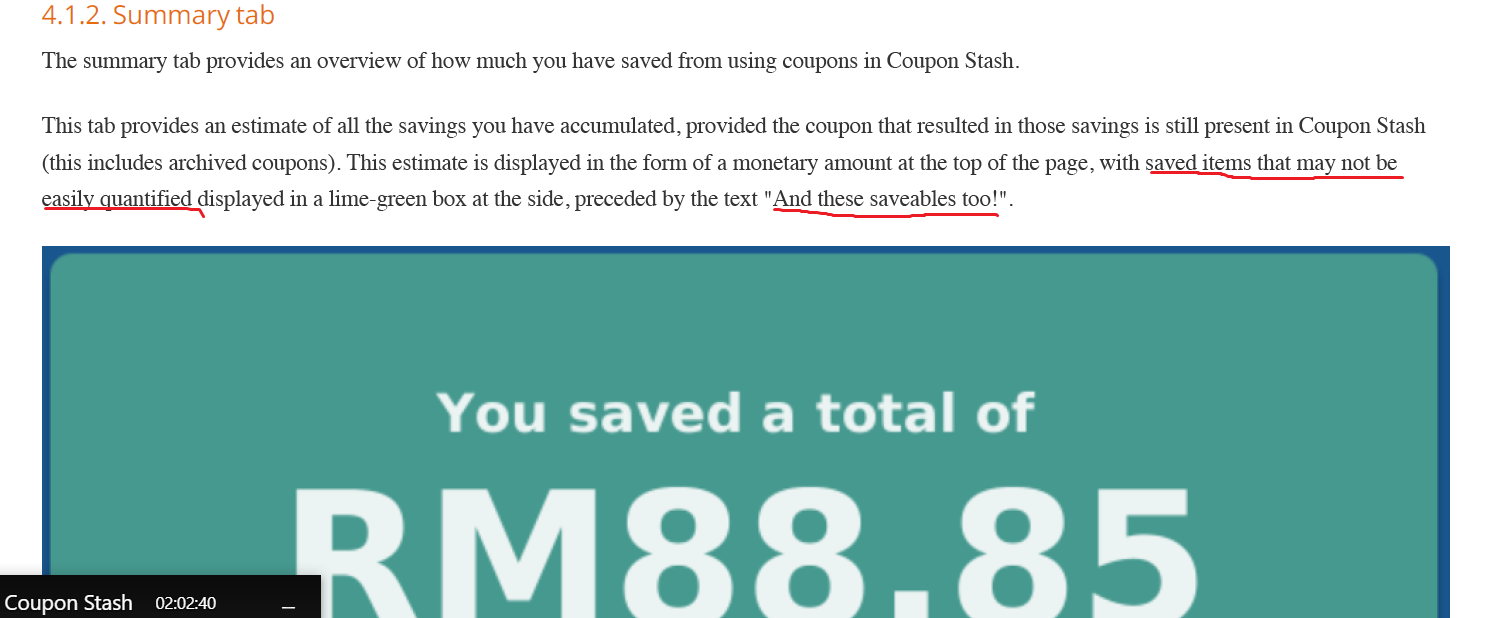 4.1.2. Summary tab
The summary tab provides an overview of how much you have saved from using coupons in Coupon Stash.
This tab provides an estimate of all the savings you have accumulated, provided the coupon that resulted in those savings is still present in Coupon Stash
(this includes archived coupons). This estimate is displayed in the form of a monetary amount at the top of the page, with saved items that may not be
easily quantified displayed in a lime-green box at the side, preceded by the text "And these saveables too!".
You saved a total of
RM88.85
Coupon Stash 02:02:40